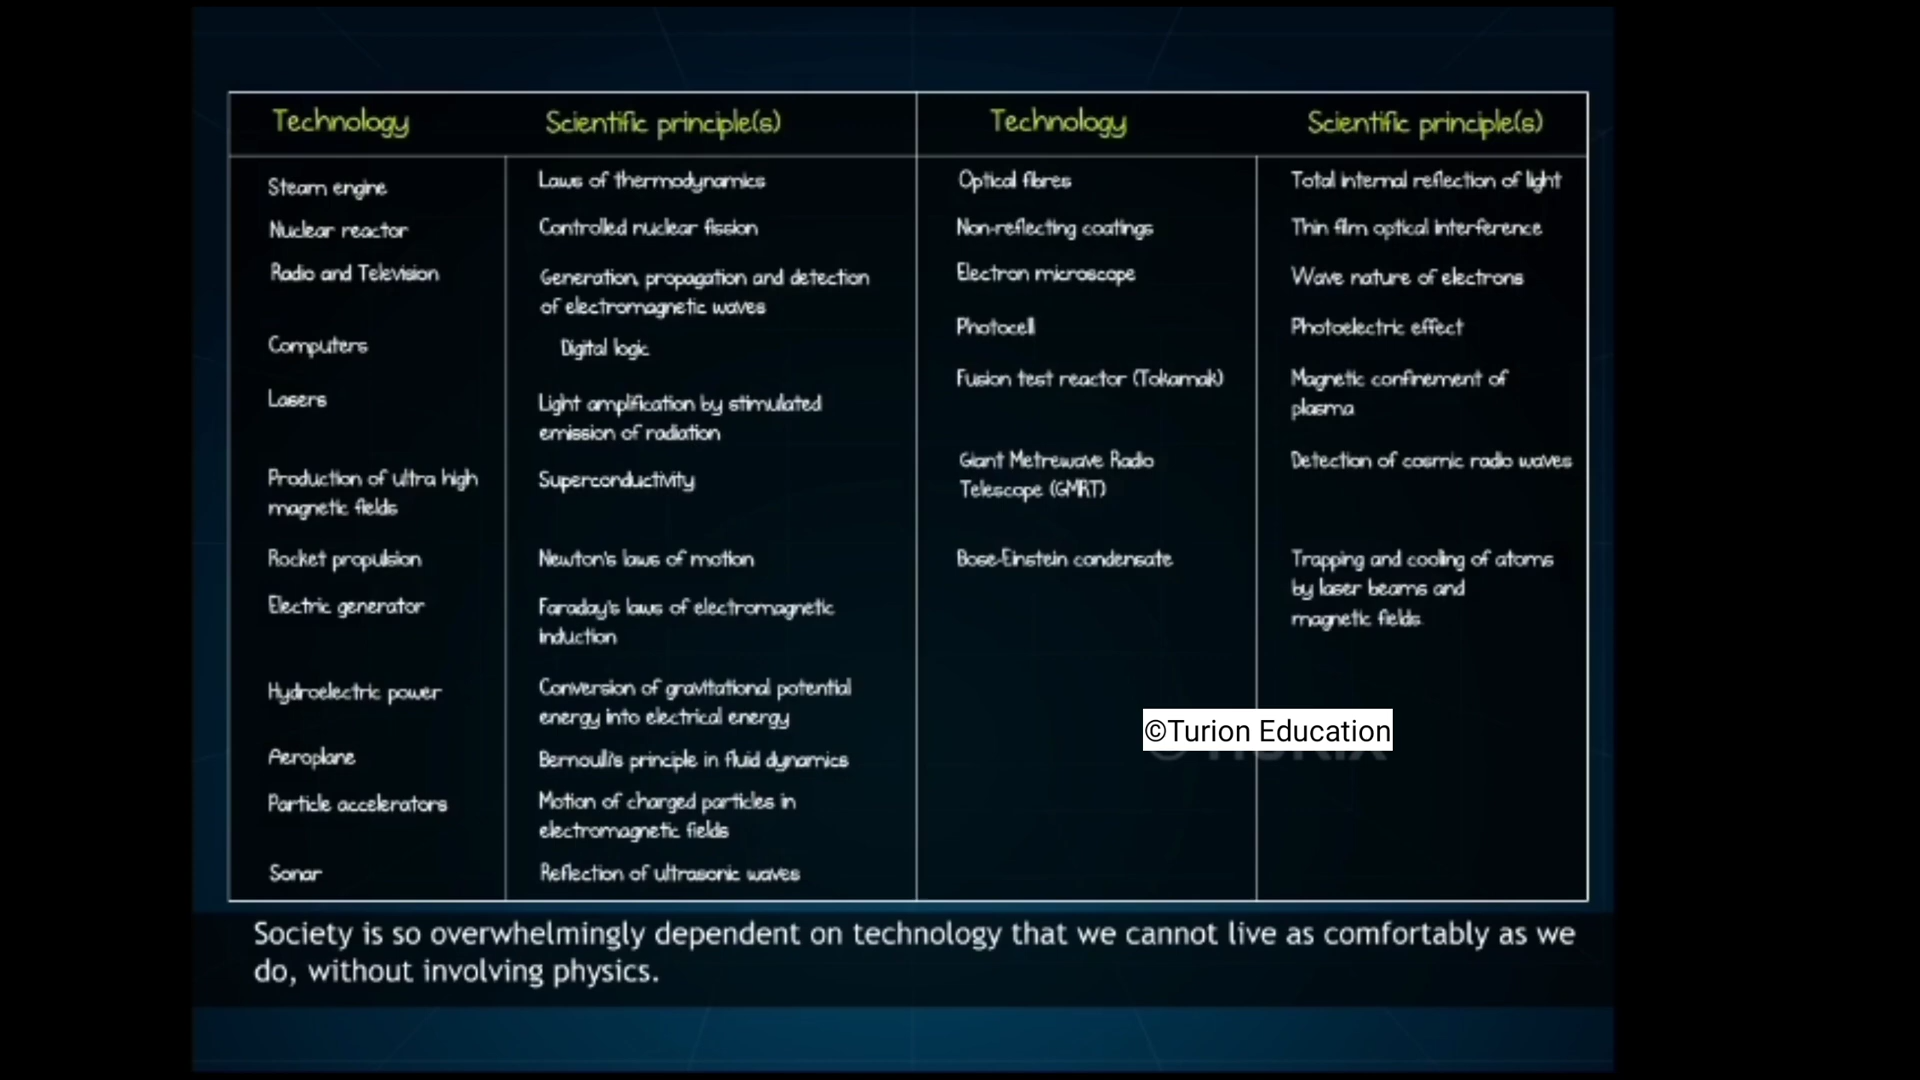 Technology Scientific principle(s) Technology Scientific principle(s)
Steam engine
Laws of thermodynamics
Nuclear reactor
Controlled nuclear fission
Radio and Television
Generation, propagation and detection
of electromagnetic waves
Computers
Digital logic
Lasers
Light amplification by stimulated
emission of radiation
Production of ultra high
magnetic fields
Superconductivity
Rocket propulsion
Newton's laws of motion
Electric generator
Faraday's laws of electromagnetic
induction
Hydroelectric power
Conversion of gravitational potential
energy into electrical energy
Aeroplane
Bernoulli's principle in fluid dynamics
Particle accelerators
Motion of charged particles in
electromagnetic fields
Sonar
Reflection of ultrasonic waves
Optical fibres
Total internal reflection of light
Non-reflecting coatings
Thin film optical interference
Electron microscope
Wave nature of electrons
Photocell
Photoelectric effect
Fusion test reactor (Tokamak)
Magnetic confinement of
plasma
Giant Metrewave Radio
Telescope (GMRT)
Detection of cosmic radio waves
Bose-Einstein condensate
Trapping and cooling of atoms
by laser beams and
magnetic fields.
©Turion Education
Society is so overwhelmingly dependent on technology that we cannot live as comfortably as we
do, without involving physics.